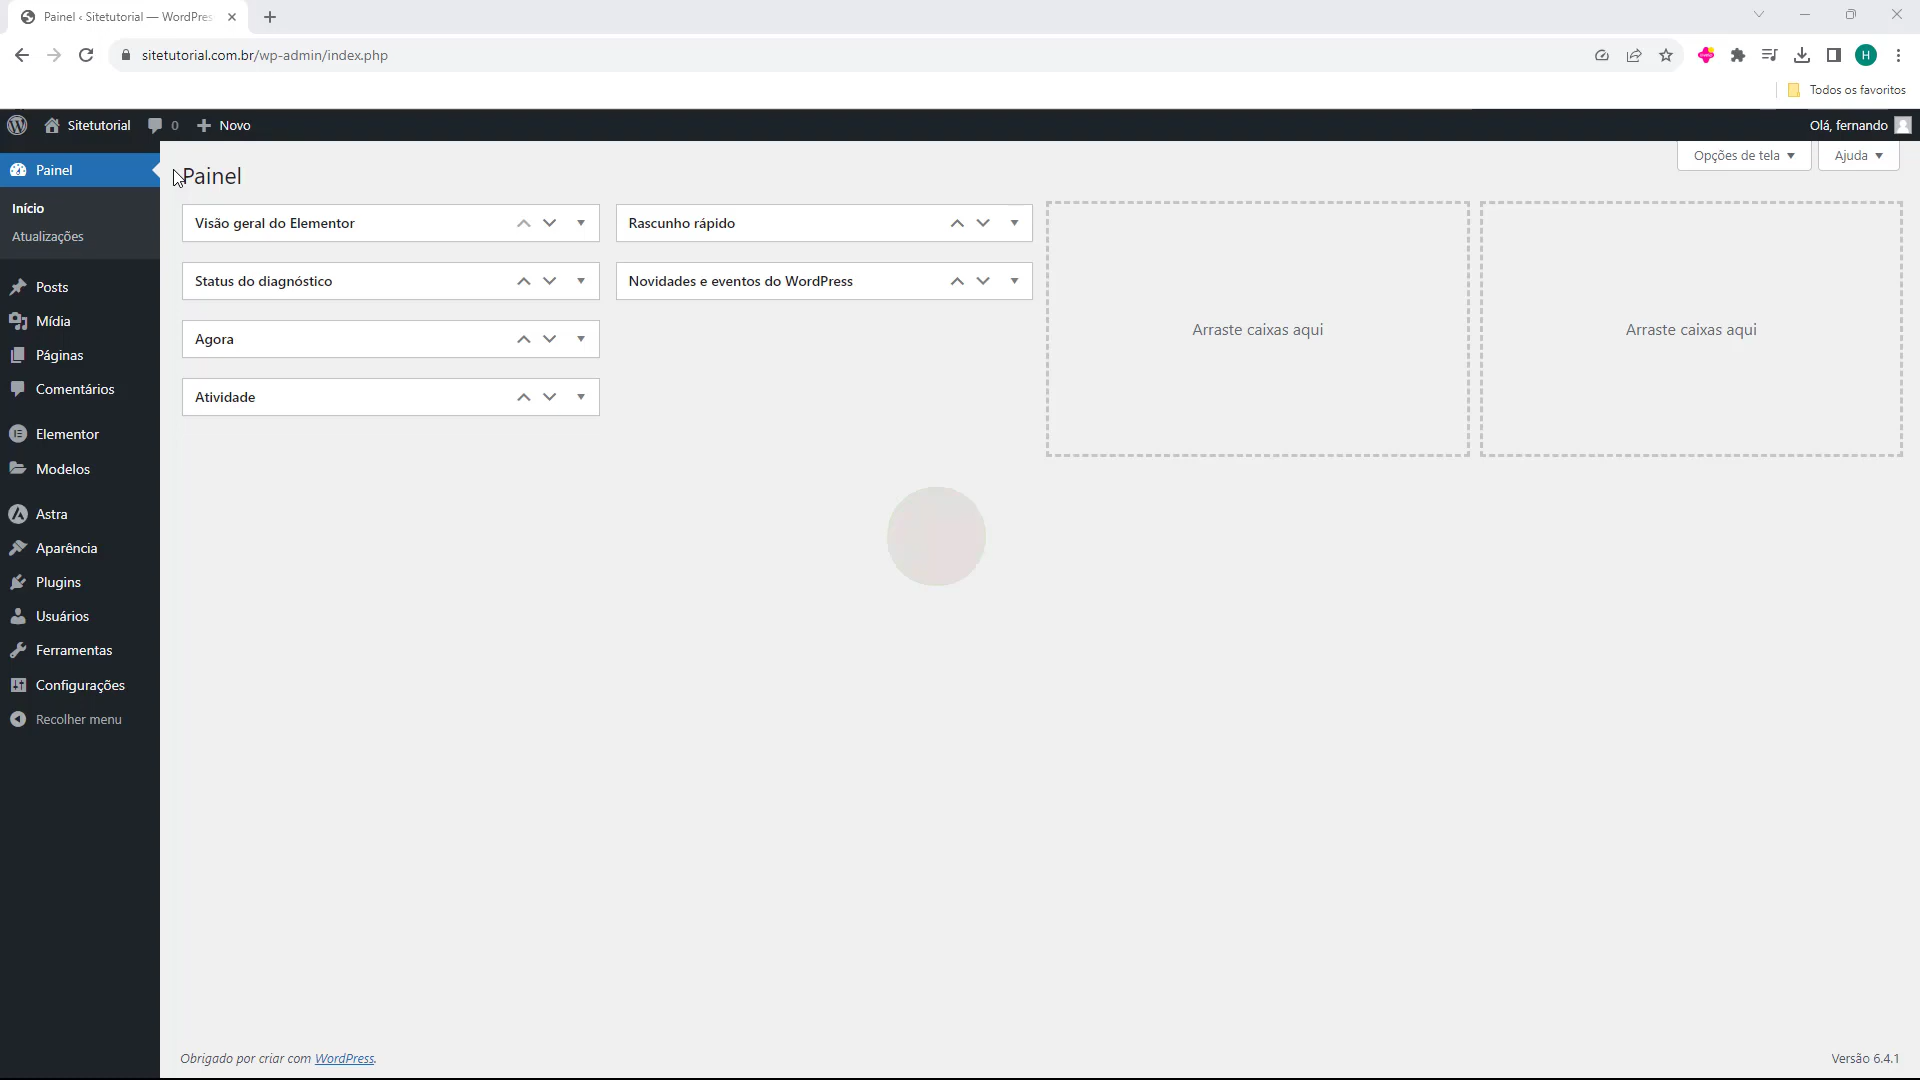 Painel ‹ Sitetutorial — WordPres
sitetutorial.com.br/wp-admin/index.php
H
Todos os favoritos
Sitetutorial 0 Novo
Olá, fernando
Painel
Início
Atualizações
Posts
Mídia
Páginas
Comentários
Elementor
Modelos
Astra
Aparência
Plugins
Usuários
Ferramentas
Configurações
Recolher menu
Painel
Opções de tela
Ajuda
Visão geral do Elementor
Status do diagnóstico
Agora
Atividade
Rascunho rápido
Novidades e eventos do WordPress
Arraste caixas aqui
Arraste caixas aqui
Obrigado por criar com WordPress.
Versão 6.4.1